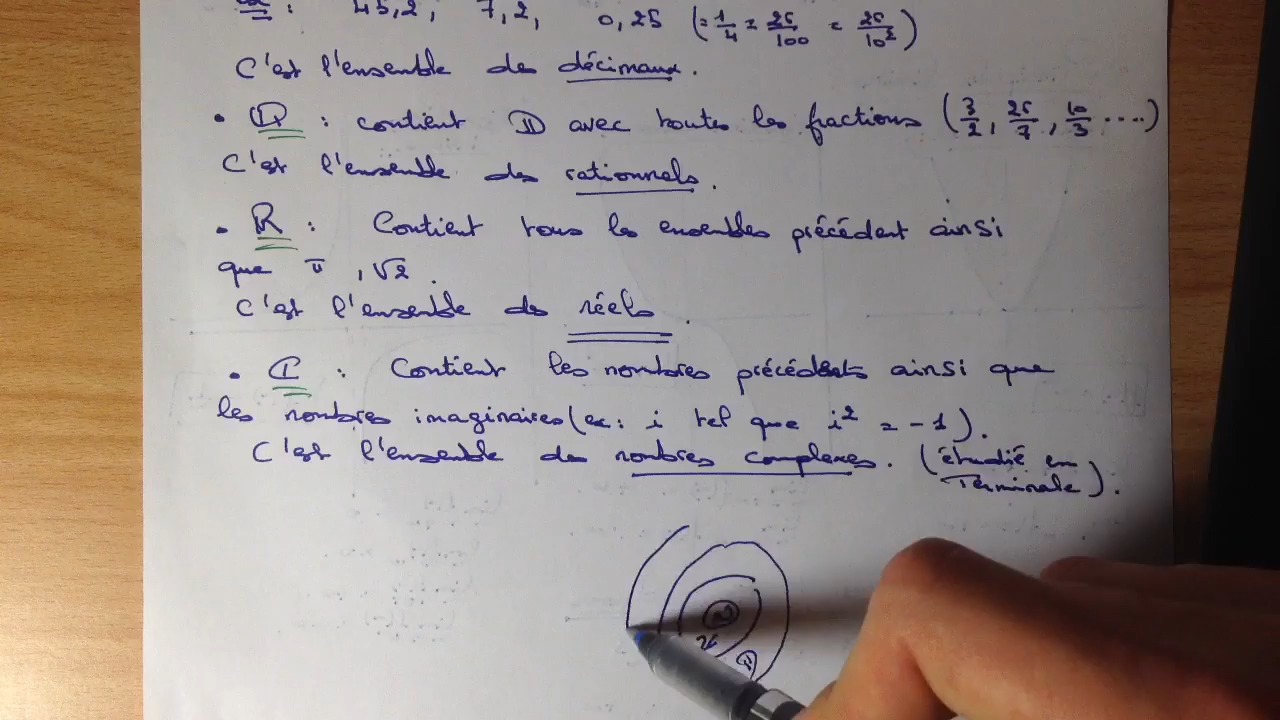 : 45,2, 7,2, 0,25 (= 1/4 = 25/100 = 25/10²)
C'est l'ensemble des décimaux.
• Q : contient D avec toutes les fractions (3/2, 25/7, 10/3 ....)
C'est l'ensemble des rationnels.
• R : Contient tous les ensembles précédent ainsi
que π, √2.
C'est l'ensemble des réels.
• C : Contient les nombres précédents ainsi que
les nombres imaginaires (ex: i tel que i² = -1).
C'est l'ensemble des nombres complexes. (étudié en
Terminale).
N
Z
D